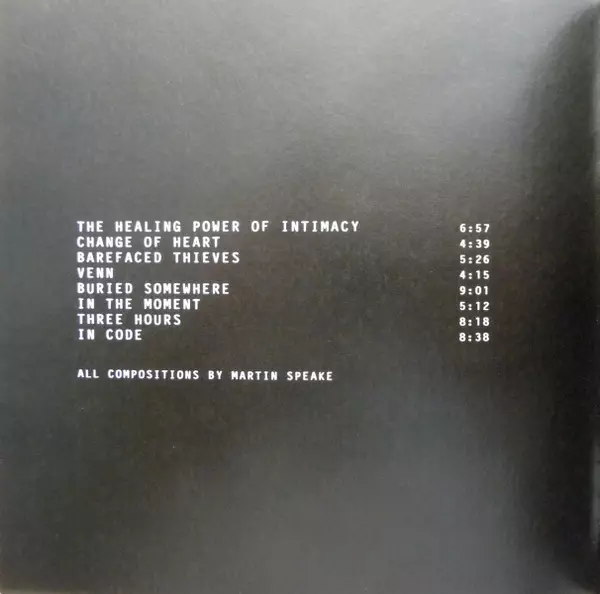 THE HEALING POWER OF INTIMACY 6:57
CHANGE OF HEART 4:39
BAREFACED THIEVES 5:26
VENN 4:15
BURIED SOMEWHERE 9:01
IN THE MOMENT 5:12
THREE HOURS 8:18
IN CODE 8:38
ALL COMPOSITIONS BY MARTIN SPEAKE